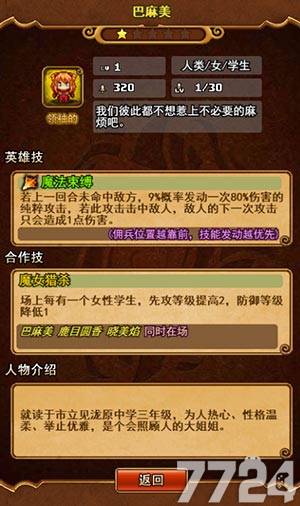 巴麻美
LV 1
人类/女/学生
320
1/30
领袖的
我们彼此都不想惹上不必要的麻
烦吧。
英雄技
魔法束缚
若上一回合未命中敌方，9%概率发动一次80%伤害的
纯粹攻击，若此攻击击中敌人，敌人的下一次攻击
只会造成1点伤害。
(佣兵位置越靠前，技能发动越优先)
合作技
魔女猎杀
场上每有一个女性学生，先攻等级提高2，防御等级
降低1
巴麻美 鹿目圆香 晓美焰 同时在场
人物介绍
就读于市立见泷原中学三年级，为人热心、性格温
柔、举止优雅，是个会照顾人的大姐姐。
返回
7724